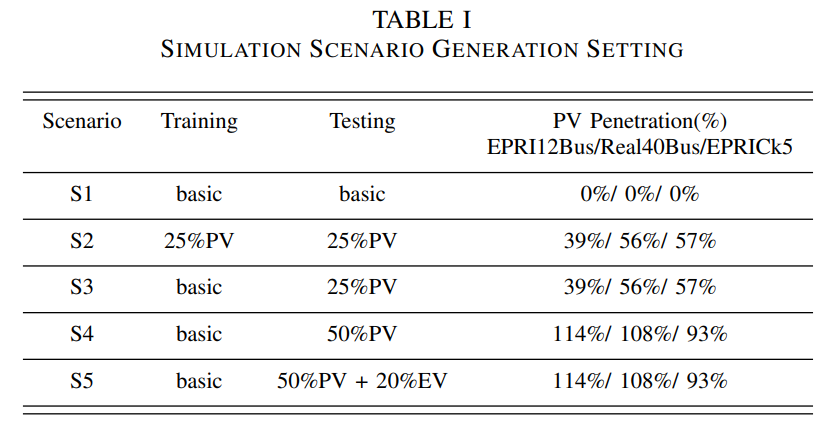 TABLE I
SIMULATION SCENARIO GENERATION SETTING
Scenario Training Testing PV Penetration(%)
EPRI12Bus/Real40Bus/EPRICk5
S1 basic basic 0%/ 0%/ 0%
S2 25%PV 25%PV 39%/ 56%/ 57%
S3 basic 25%PV 39%/ 56%/ 57%
S4 basic 50%PV 114%/ 108%/ 93%
S5 basic 50%PV + 20%EV 114%/ 108%/ 93%